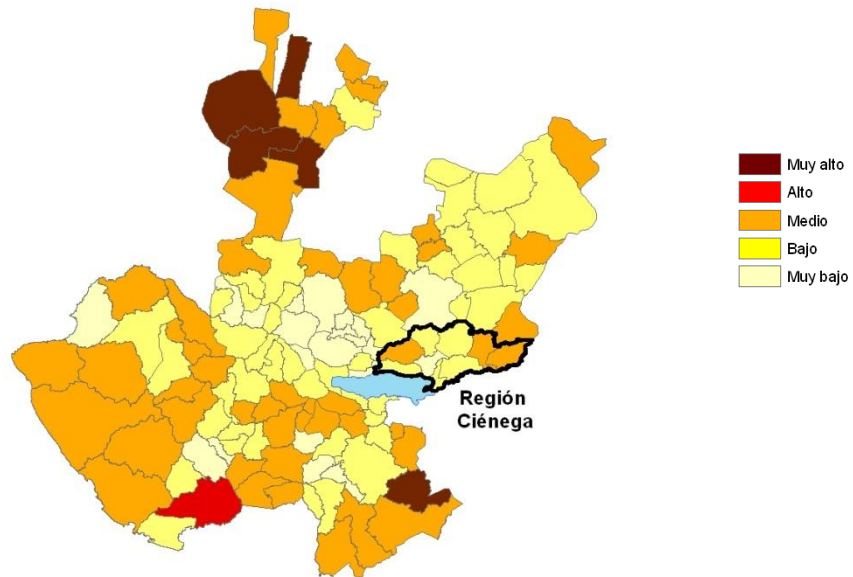 Muy alto
Alto
Medio
Bajo
Muy bajo
Región
Ciénega